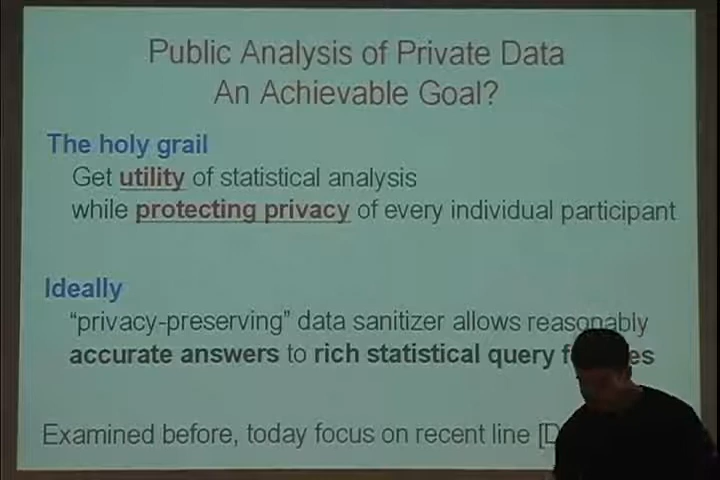 Public Analysis of Private Data
An Achievable Goal?
The holy grail
Get utility of statistical analysis
while protecting privacy of every individual participant
Ideally
“privacy-preserving” data sanitizer allows reasonably
accurate answers to rich statistical query
Examined before, today focus on recent line